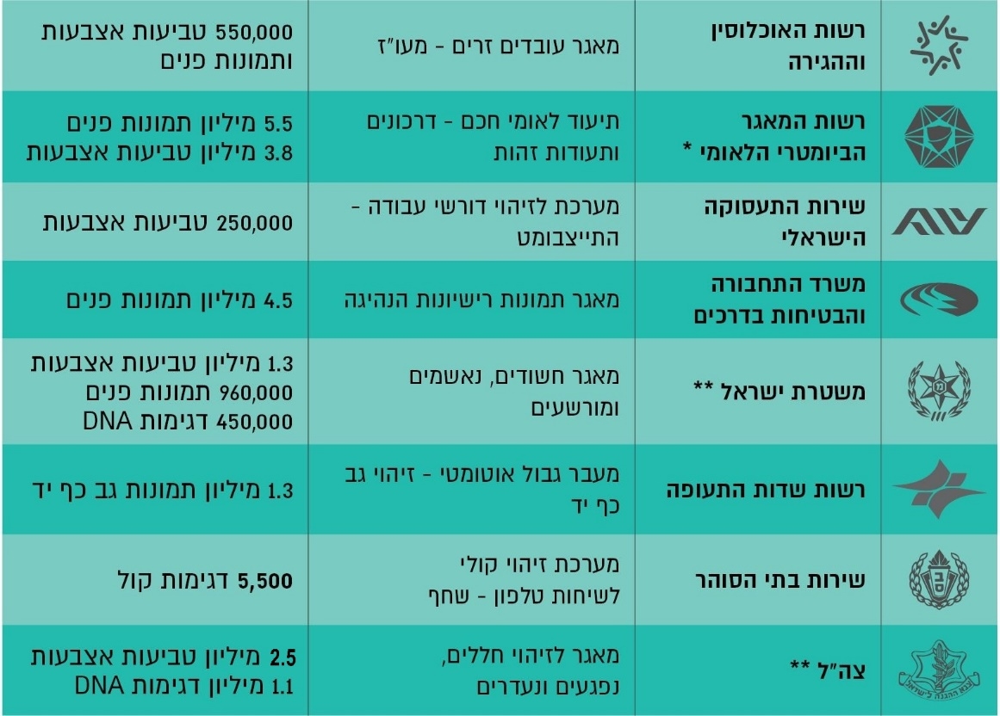 רשות האוכלוסין
וההגירה
מאגר עובדים זרים - מעו"ז
550,000 טביעות אצבעות
ותמונות פנים
רשות המאגר
הביומטרי הלאומי *
תיעוד לאומי חכם - דרכונים
ותעודות זהות
5.5 מיליון תמונות פנים
3.8 מיליון טביעות אצבעות
שירות התעסוקה
הישראלי
מערכת לזיהוי דורשי עבודה -
התייצבומט
250,000 טביעות אצבעות
משרד התחבורה
והבטיחות בדרכים
מאגר תמונות רישיונות הנהיגה
4.5 מיליון תמונות פנים
משטרת ישראל **
מאגר חשודים, נאשמים
ומורשעים
1.3 מיליון טביעות אצבעות
960,000 תמונות פנים
450,000 דגימות DNA
רשות שדות התעופה
מעבר גבול אוטומטי - זיהוי גב
כף יד
1.3 מיליון תמונות גב כף יד
שב
ס
שירות בתי הסוהר
מערכת זיהוי קולי
לשיחות טלפון - שחף
5,500 דגימות קול
צבא ההגנה לישראל
צה"ל **
מאגר לזיהוי חללים,
נפגעים ונעדרים
2.5 מיליון טביעות אצבעות
1.1 מיליון דגימות DNA